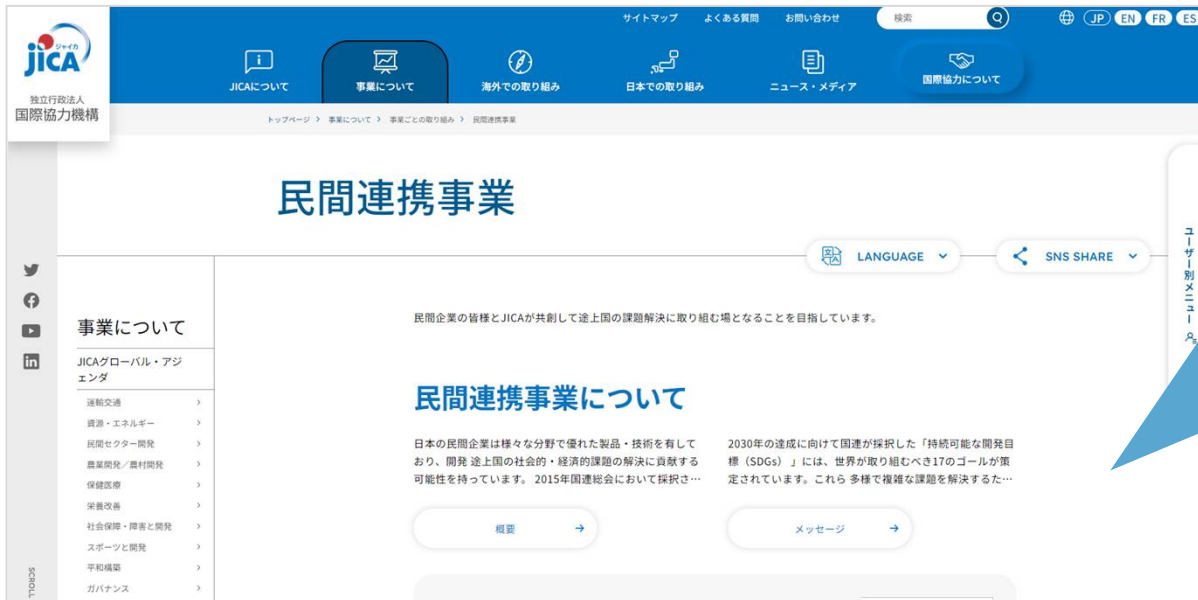 サイトマップ よくある質問 お問い合わせ 検索 JP EN FR ES
ジャイカ
jICA
独立行政法人
国際協力機構
JICAについて 事業について 海外での取り組み 日本での取り組み ニュース・メディア 国際協力について
トップページ > 事業について > 事業ごとの取り組み > 民間連携事業
民間連携事業
LANGUAGE SNS SHARE
ユーザー別メニュー
事業について
JICAグローバル・アジ
ェンダ
運輸交通
資源・エネルギー
民間セクター開発
農業開発／農村開発
保健医療
栄養改善
社会保障・障害と開発
スポーツと開発
平和構築
ガバナンス
SCROLL
民間企業の皆様とJICAが共創して途上国の課題解決に取り組む場となることを目指しています。
民間連携事業について
日本の民間企業は様々な分野で優れた製品・技術を有して
おり、開発 途上国の社会的・経済的課題の解決に貢献する
可能性を持っています。 2015年国連総会において採択さ…
概要
2030年の達成に向けて国連が採択した「持続可能な開発目
標（SDGs） 」には、世界が取り組むべき17のゴールが策
定されています。これら 多様で複雑な課題を解決するた…
メッセージ